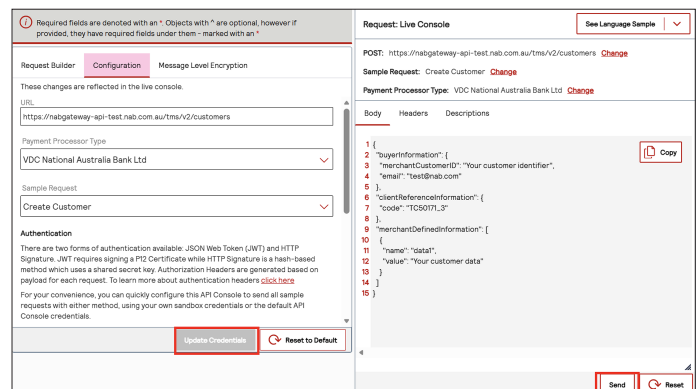 Required fields are denoted with an *. Objects with ^ are optional, however if
provided, they have required fields under them - marked with an *
Request Builder
Configuration
Message Level Encryption
These changes are reflected in the live console.
URL
https://nabgateway-api-test.nab.com.au/tms/v2/customers
Payment Processor Type
VDC National Australia Bank Ltd
Sample Request
Create Customer
Authentication
There are two forms of authentication available: JSON Web Token (JWT) and HTTP
Signature. JWT requires signing a P12 Certificate while HTTP Signature is a hash-based
method which uses a shared secret key. Authorization Headers are generated based on
payload for each request. To learn more about authentication headers click here
For your convenience, you can quickly configure this API Console to send all sample
requests with either method, using your own sandbox credentials or the default API
Console credentials.
Update Credentials
Reset to Default
Request: Live Console
See Language Sample
POST: https://nabgateway-api-test.nab.com.au/tms/v2/customers Change
Sample Request: Create Customer Change
Payment Processor Type: VDC National Australia Bank Ltd Change
Body
Headers
Descriptions
Copy
1 {
2 "buyerInformation": {
3 "merchantCustomerID": "Your customer identifier",
4 "email": "test@nab.com"
5 },
6 "clientReferenceInformation": {
7 "code": "TC50171_3"
8 },
9 "merchantDefinedInformation": [
10 {
11 "name": "data1",
12 "value": "Your customer data"
13 }
14 ]
15 }
Send
Reset